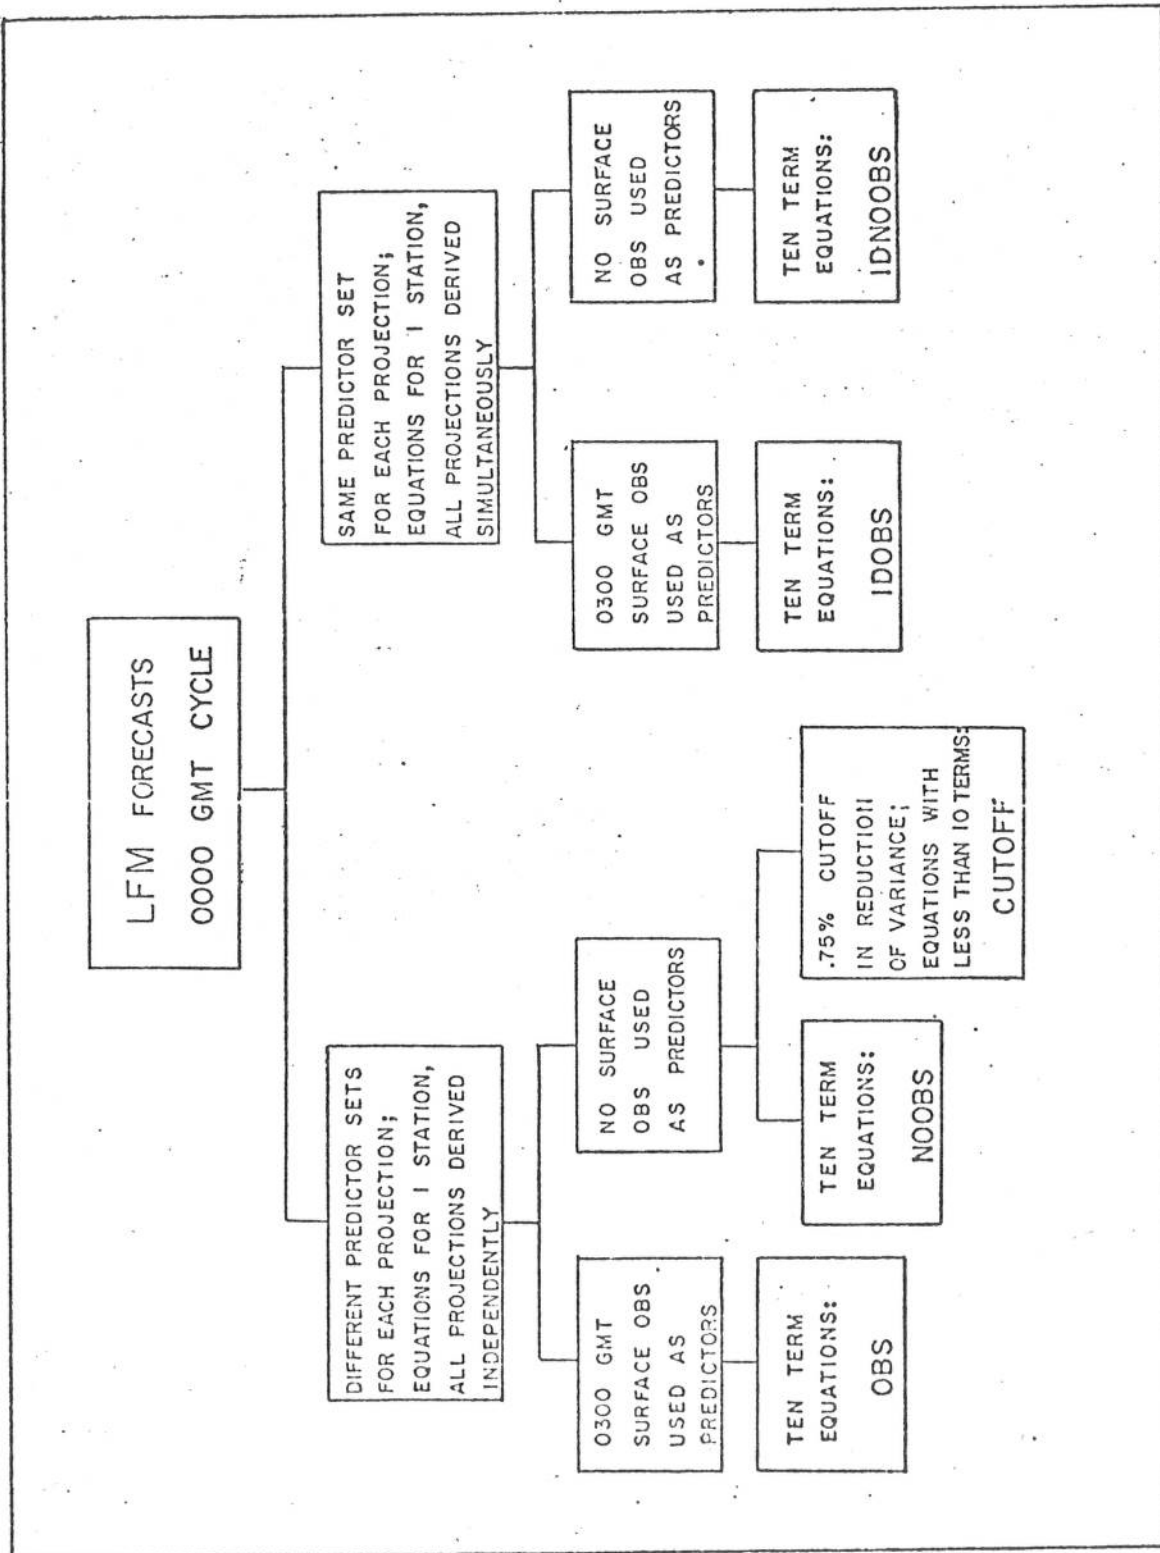 LFM FORECASTS
0000 GMT CYCLE
DIFFERENT PREDICTOR SETS
FOR EACH PROJECTION;
EQUATIONS FOR 1 STATION,
ALL PROJECTIONS DERIVED
INDEPENDENTLY
SAME PREDICTOR SET
FOR EACH PROJECTION;
EQUATIONS FOR 1 STATION,
ALL PROJECTIONS DERIVED
SIMULTANEOUSLY
0300 GMT
SURFACE OBS
USED AS
PREDICTORS
NO SURFACE
OBS USED
AS PREDICTORS
0300 GMT
SURFACE OBS
USED AS
PREDICTORS
NO SURFACE
OBS USED
AS PREDICTORS
TEN TERM
EQUATIONS:
OBS
TEN TERM
EQUATIONS:
NOOBS
.75% CUTOFF
IN REDUCTION
OF VARIANCE;
EQUATIONS WITH
LESS THAN 10 TERMS:
CUTOFF
TEN TERM
EQUATIONS:
IDOBS
TEN TERM
EQUATIONS:
IDNOOBS